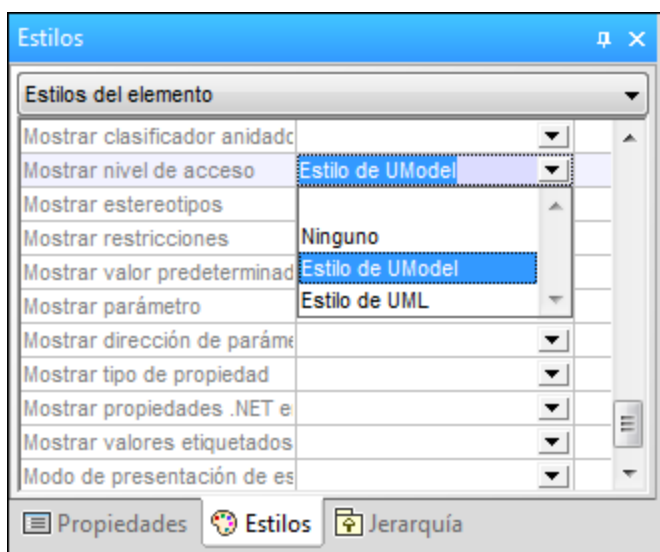 Estilos
Estilos del elemento
Mostrar clasificador anidado
Mostrar nivel de acceso Estilo de UModel
Mostrar estereotipos
Mostrar restricciones Ninguno
Mostrar valor predeterminad Estilo de UModel
Mostrar parámetro Estilo de UML
Mostrar dirección de paráme
Mostrar tipo de propiedad
Mostrar propiedades .NET e
Mostrar valores etiquetados
Modo de presentación de es
Propiedades Estilos Jerarquía